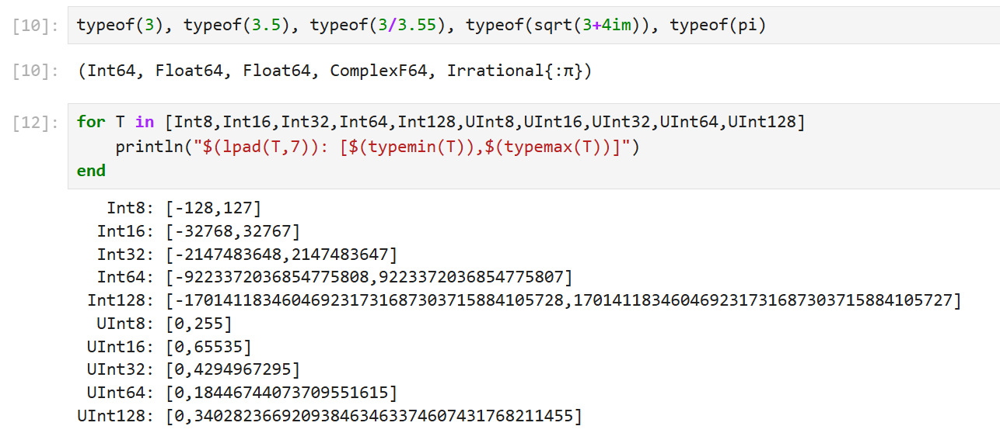 [10]: typeof(3), typeof(3.5), typeof(3/3.55), typeof(sqrt(3+4im)), typeof(pi)
[10]: (Int64, Float64, Float64, ComplexF64, Irrational{:π})
[12]: for T in [Int8,Int16,Int32,Int64,Int128,UInt8,UInt16,UInt32,UInt64,UInt128]
    println("$(lpad(T,7)): [$(typemin(T)),$(typemax(T))]")
end
   Int8: [-128,127]
  Int16: [-32768,32767]
  Int32: [-2147483648,2147483647]
  Int64: [-9223372036854775808,9223372036854775807]
 Int128: [-170141183460469231731687303715884105728,170141183460469231731687303715884105727]
  UInt8: [0,255]
 UInt16: [0,65535]
 UInt32: [0,4294967295]
 UInt64: [0,18446744073709551615]
UInt128: [0,340282366920938463463374607431768211455]